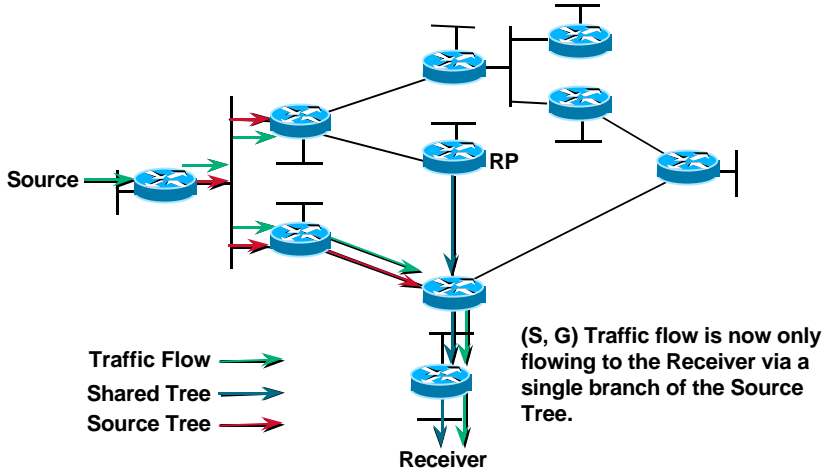 RP
Source
(S, G) Traffic flow is now only
flowing to the Receiver via a
single branch of the Source
Tree.
Traffic Flow
Shared Tree
Source Tree
Receiver